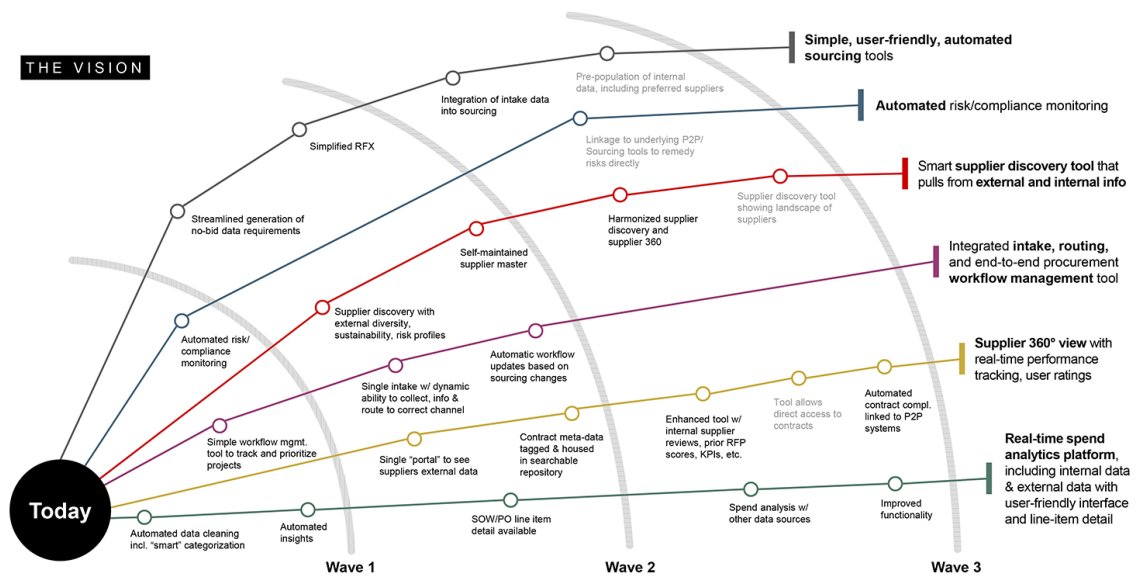 THE VISION
Simple, user-friendly, automated
sourcing tools
Pre-population of internal
data, including preferred suppliers
Integration of intake data
into sourcing
Simplified RFX
Streamlined generation of
no-bid data requirements
Automated risk/compliance monitoring
Linkage to underlying P2P/
Sourcing tools to remedy
risks directly
Automated risk/
compliance
monitoring
Smart supplier discovery tool that
pulls from external and internal info
Supplier discovery tool
showing landscape of
suppliers
Harmonized supplier
discovery and
supplier 360
Self-maintained
supplier master
Supplier discovery with
external diversity,
sustainability, risk profiles
Integrated intake, routing,
and end-to-end procurement
workflow management tool
Automatic workflow
updates based on
sourcing changes
Single intake w/ dynamic
ability to collect, info &
route to correct channel
Simple workflow mgmt.
tool to track and prioritize
projects
Supplier 360° view with
real-time performance
tracking, user ratings
Automated
contract compl.
linked to P2P
systems
Tool allows
direct access to
contracts
Enhanced tool w/
internal supplier
reviews, prior RFP
scores, KPIs, etc.
Contract meta-data
tagged & housed
in searchable
repository
Single “portal” to see
suppliers external data
Real-time spend
analytics platform,
including internal data
& external data with
user-friendly interface
and line-item detail
Improved
functionality
Spend analysis w/
other data sources
SOW/PO line item
detail available
Automated
insights
Automated data cleaning
incl. “smart” categorization
Today
Wave 1
Wave 2
Wave 3